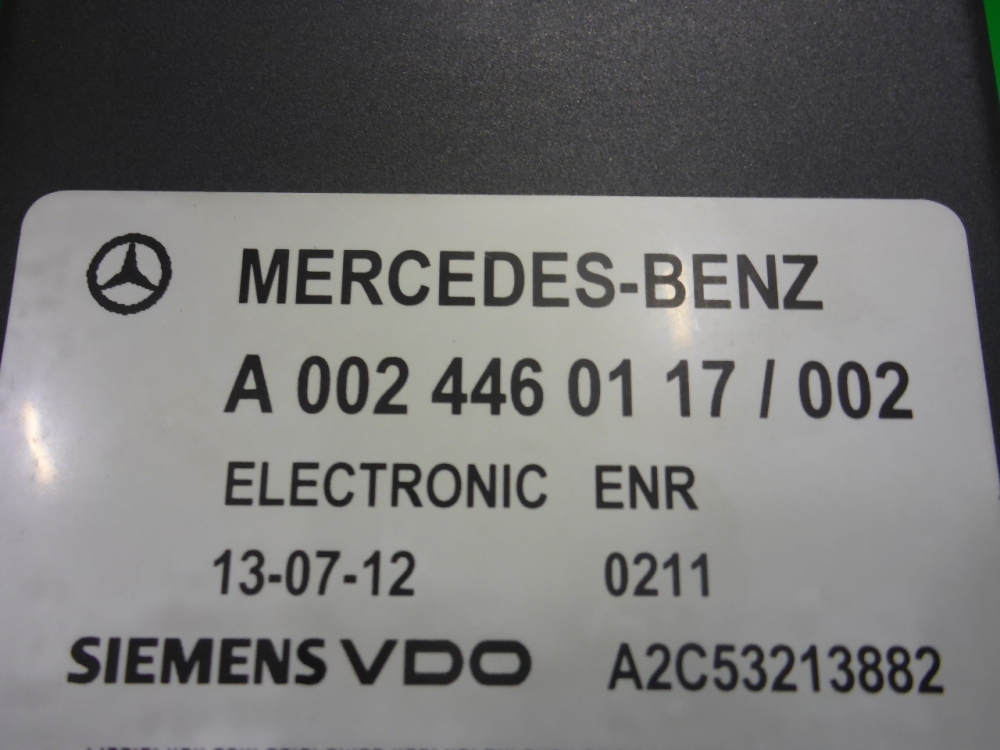 MERCEDES-BENZ
A 002 446 01 17 / 002
ELECTRONIC ENR
13-07-12 0211
SIEMENS VDO A2C53213882